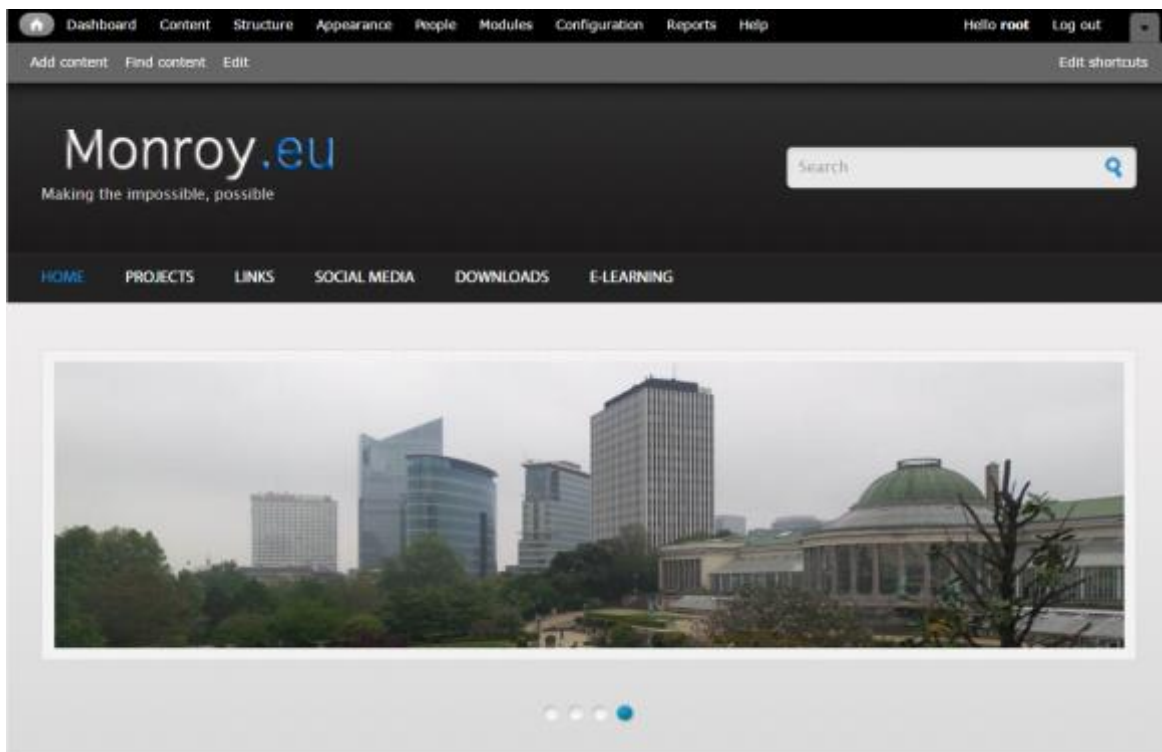 Dashboard Content Structure Appearance People Modules Configuration Reports Help Hello root Log out
Add content Find content Edit Edit shortcuts
Monroy.eu
Search
Making the impossible, possible
HOME PROJECTS LINKS SOCIAL MEDIA DOWNLOADS E-LEARNING